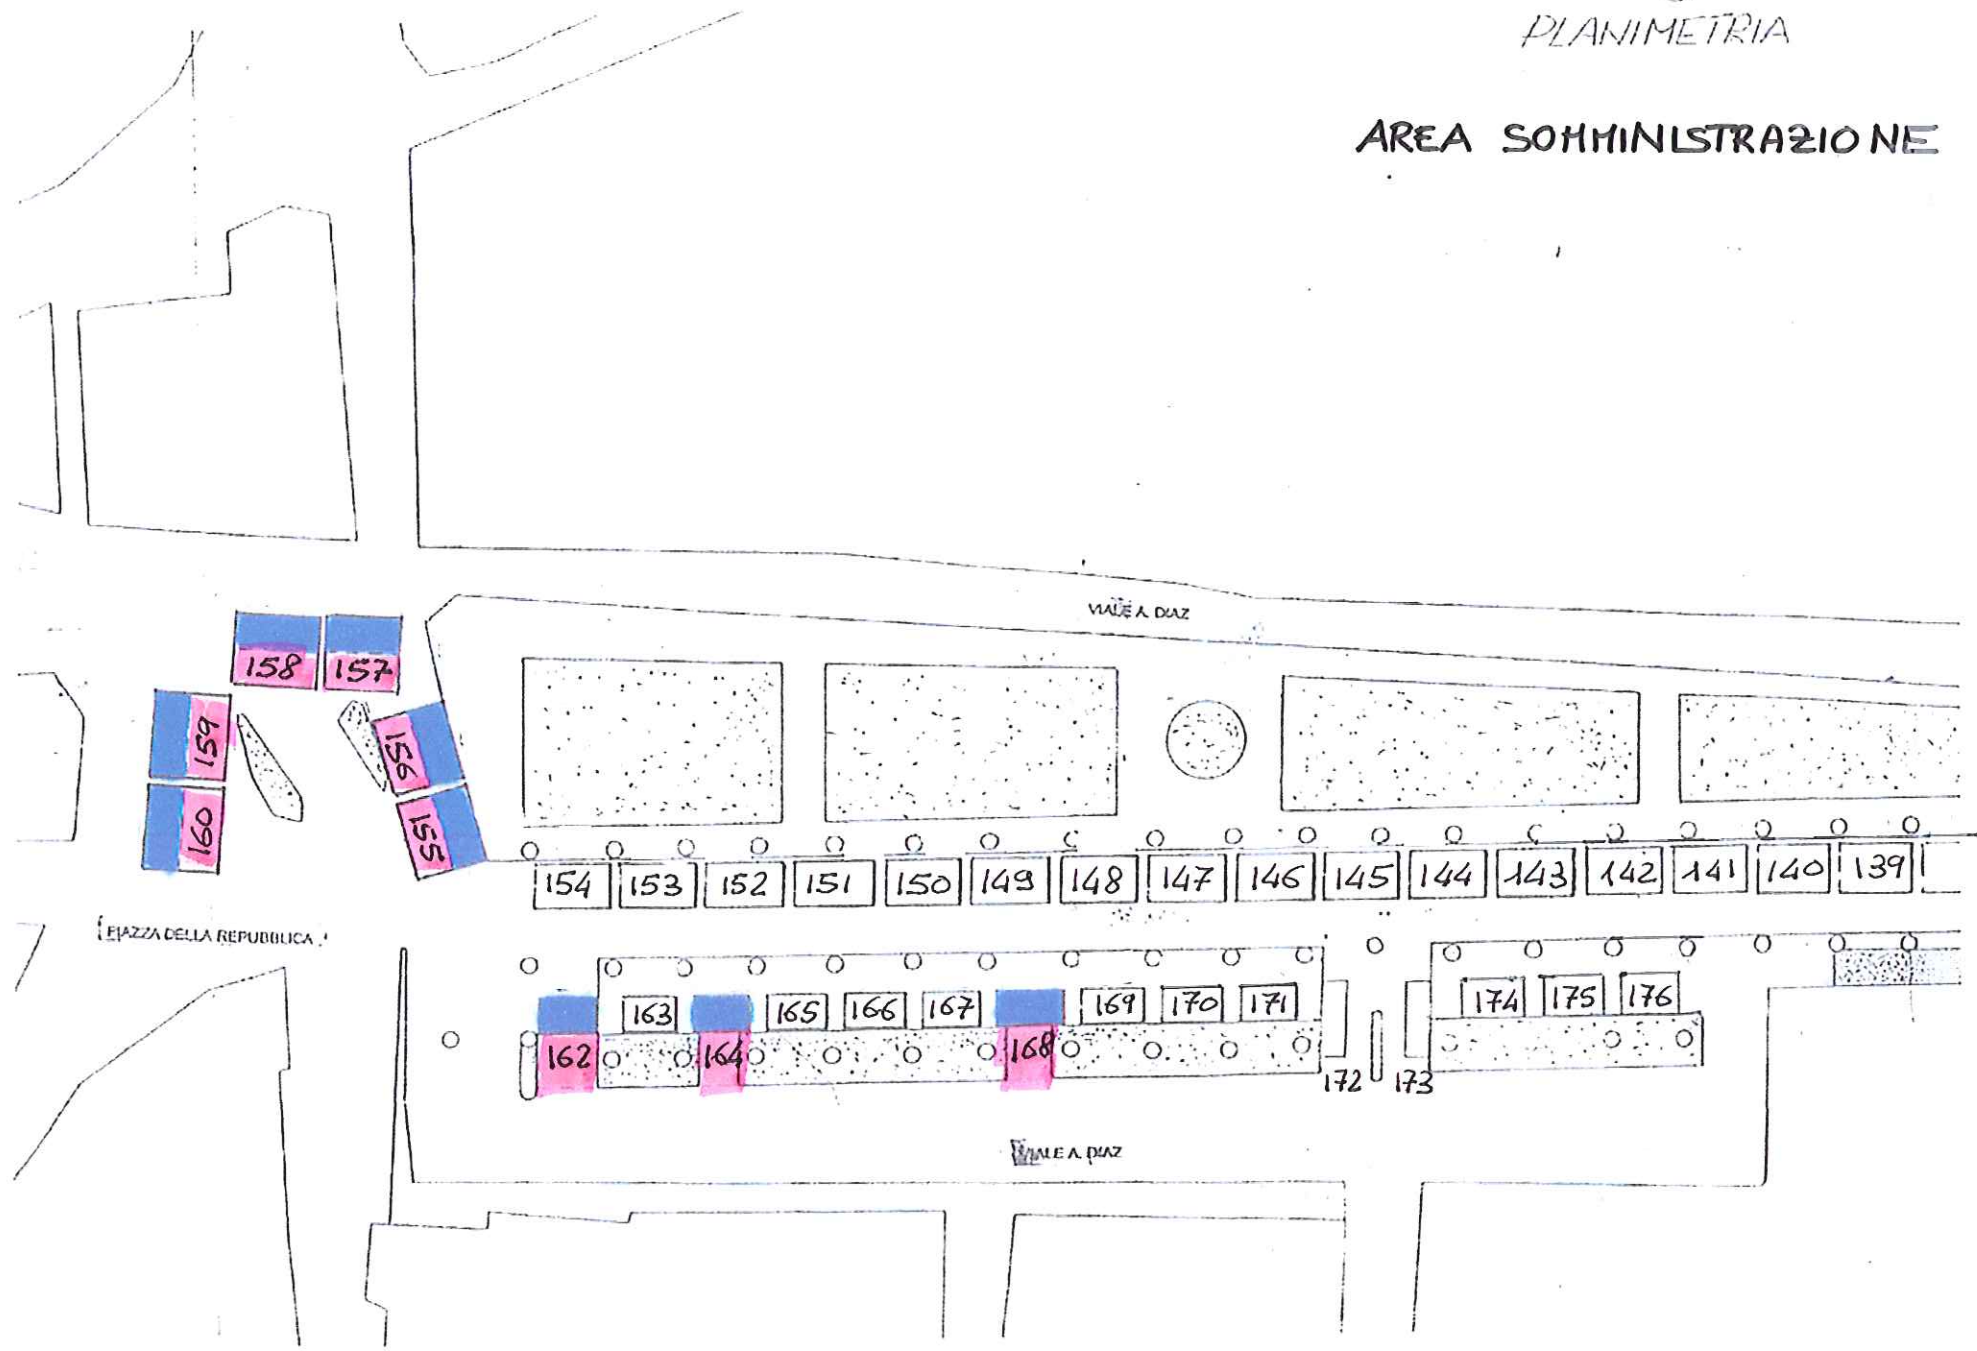 PLANIMETRIA
AREA SOMMINISTRAZIONE
VIALE A. DIAZ
158 157
159 156
160 155
154 153 152 151 150 149 148 147 146 145 144 143 142 141 140 139
PIAZZA DELLA REPUBBLICA
163 165 166 167 169 170 171 174 175 176
162 164 168
172 173
VIALE A. DIAZ